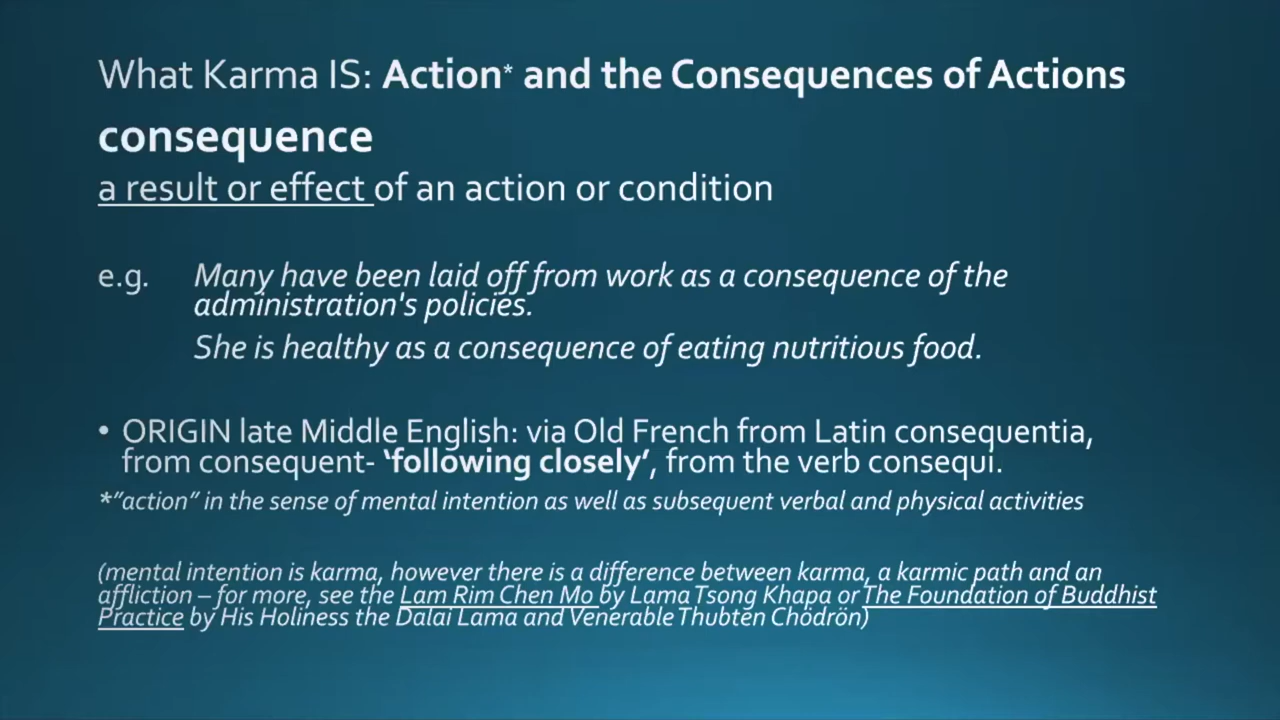 What Karma IS: Action* and the Consequences of Actions
consequence
a result or effect of an action or condition
e.g. Many have been laid off from work as a consequence of the
administration's policies.
She is healthy as a consequence of eating nutritious food.
• ORIGIN late Middle English: via Old French from Latin consequentia,
from consequent- ‘following closely’, from the verb consequi.
*”action” in the sense of mental intention as well as subsequent verbal and physical activities
(mental intention is karma, however there is a difference between karma, a karmic path and an
affliction – for more, see the Lam Rim Chen Mo by Lama Tsong Khapa or The Foundation of Buddhist
Practice by His Holiness the Dalai Lama and Venerable Thubten Chödrön)